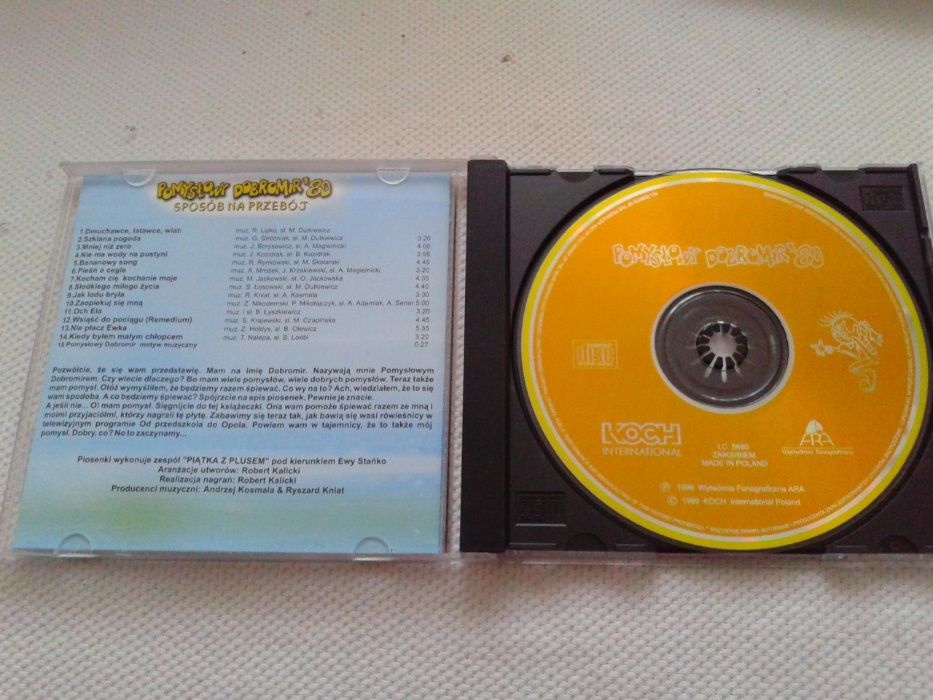 POMYSŁOWY DOBROMIR '80
SPOSÓB NA PRZEBÓJ
1.Dmuchawce, latawce, wiatr muz. R. Lipko, sł. M. Dutkiewicz
2.Szklana pogoda muz. G. Stróżniak, sł. M. Dutkiewicz 3.20
3.Mniej niż zero muz. J. Borysewicz, sł. A. Mogielnicki 4.00
4.Nie ma wody na pustyni muz. J. Kozidrak, sł. B. Kozidrak 3.55
5.Bananowy song muz. R. Rynkowski, sł. M. Skolarski 4.45
6.Pieśń o cegle muz. A. Mrożek, J. Krzaklewski, sł. A. Mogielnicki 3.20
7.Kocham cię kochanie moje muz. M. Jackowski, sł. O. Jackowska 4.35
8.Słodkiego miłego życia muz. S. Łosowski, sł. M. Dutkiewicz 4.40
9.Jak lodu bryła muz. R. Kniat, sł. A. Kosmala 3.30
10.Zaopiekuj się mną muz. Z. Nikodemski, P. Mikołajczyk, sł. A. Adamiak, A. Senar 5.00
11.Och Ela muz. i sł. B. Łyszkiewicz
12.Wsiąść do pociągu (Remedium) muz. S. Krajewski, sł. M. Czapińska 4.45
13.Nie płacz Ewka muz. Z. Hołdys, sł. B. Olewicz 5.35
14.Kiedy byłem małym chłopcem muz. T. Nalepa, sł. B. Loebl 3.20
15.Pomysłowy Dobromir motyw muzyczny 0.27
Pozwólcie, że się wam przedstawię. Mam na imię Dobromir. Nazywają mnie Pomysłowym
Dobromirem. Czy wiecie dlaczego? Bo mam wiele pomysłów, wiele dobrych pomysłów. Teraz także
mam pomysł. Otóż wymyśliłem, że będziemy razem śpiewać. Co wy na to? Ach, wiedziałem, że to się
wam spodoba. A co będziemy śpiewać? Spójrzcie na spis piosenek. Pewnie je znacie.
A jeśli nie... O! mam pomysł. Sięgnijcie do tej książeczki. Ona wam pomoże śpiewać razem ze mną i
moimi przyjaciółmi, którzy nagrali tę płytę. Zabawimy się teraz tak, jak bawią się wasi rówieśnicy w
telewizyjnym programie Od przedszkola do Opola. Powiem wam w tajemnicy, że to także mój
pomysł. Dobry, co? No to zaczynamy...
Piosenki wykonuje zespół "PIĄTKA Z PLUSEM" pod kierunkiem Ewy Stańko
Aranżacje utworów: Robert Kalicki
Realizacja nagrań: Robert Kalicki
Producenci muzyczni: Andrzej Kosmala & Ryszard Kniat
POMYSŁOWY DOBROMIR '80
disc
KOCH
INTERNATIONAL
LC 5680
ZAIKS/BIEM
MADE IN POLAND
ARA
Wytwórnia Fonograficzna
Ⓟ 1999 Wytwórnia Fonograficzna ARA
© 1999 KOCH International Poland